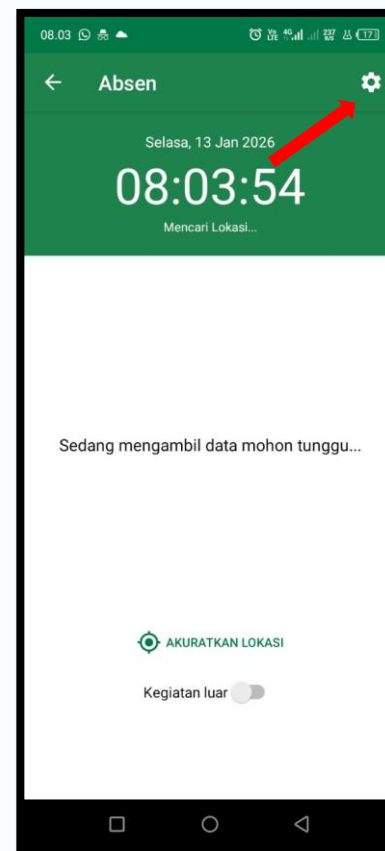 08.03
17
Absen
Selasa, 13 Jan 2026
08:03:54
Mencari Lokasi...
Sedang mengambil data mohon tunggu...
AKURATKAN LOKASI
Kegiatan luar